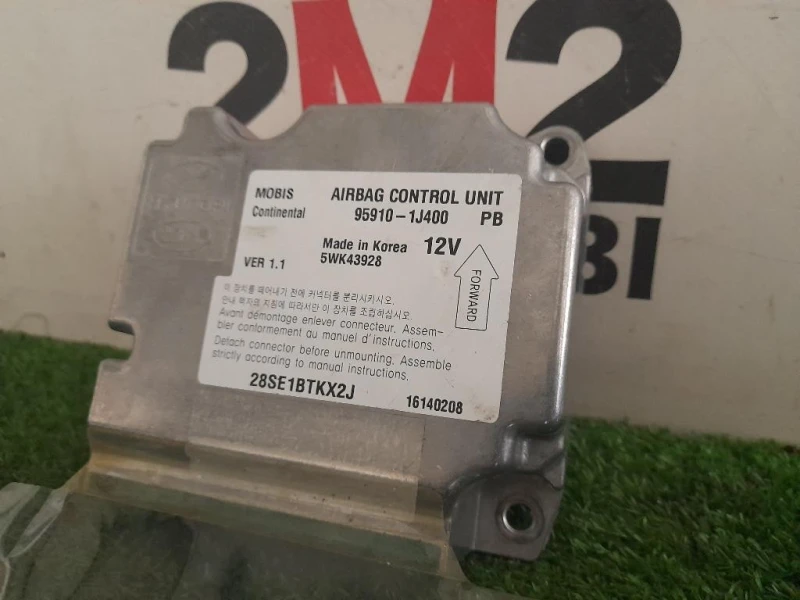 2M2
BI
MOBIS AIRBAG CONTROL UNIT
Continental 95910-1J400 PB
Made in Korea 12V
VER 1.1 5WK43928
FORWARD
이 장치를 떼어내기 전에 커넥터를 분리시키시오.
안내 책자의 지침에 따라서만 이 장치를 조립하십시오.
Avant démontage enlever connecteur. Assem-
bler conformement au manuel d'instructions.
Detach connector before unmounting. Assemble
strictly according to manual instructions.
28SE1BTKX2J 16140208